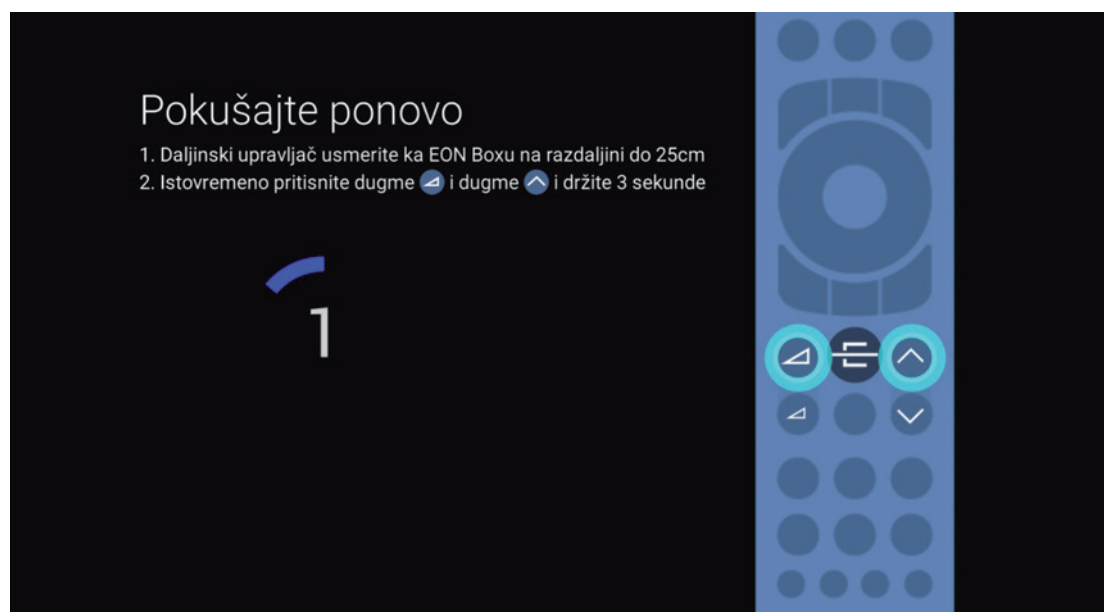 Pokušajte ponovo
1. Daljinski upravljač usmerite ka EON Boxu na razdaljini do 25cm
2. Istovremeno pritisnite dugme i dugme i držite 3 sekunde
1
E